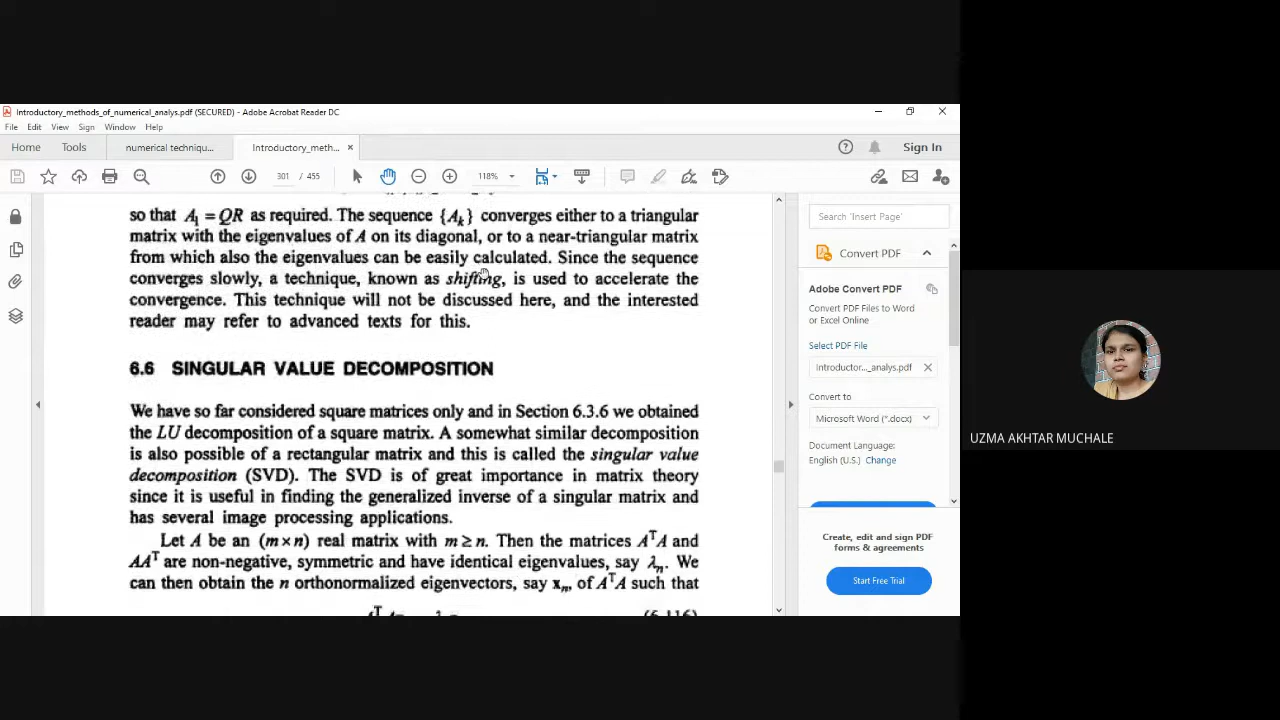 Introductory_methods_of_numerical_analys.pdf (SECURED) - Adobe Acrobat Reader DC
File Edit View Sign Window Help
Home Tools numerical techniqu... Introductory_meth... × Sign In
301 / 455 118%
so that A₁ = QR as required. The sequence {Aₖ} converges either to a triangular
matrix with the eigenvalues of A on its diagonal, or to a near-triangular matrix
from which also the eigenvalues can be easily calculated. Since the sequence
converges slowly, a technique, known as shifting, is used to accelerate the
convergence. This technique will not be discussed here, and the interested
reader may refer to advanced texts for this.
6.6 SINGULAR VALUE DECOMPOSITION
We have so far considered square matrices only and in Section 6.3.6 we obtained
the LU decomposition of a square matrix. A somewhat similar decomposition
is also possible of a rectangular matrix and this is called the singular value
decomposition (SVD). The SVD is of great importance in matrix theory
since it is useful in finding the generalized inverse of a singular matrix and
has several image processing applications.
Let A be an (m×n) real matrix with m ≥ n. Then the matrices AᵀA and
AAᵀ are non-negative, symmetric and have identical eigenvalues, say λₙ. We
can then obtain the n orthonormalized eigenvectors, say xₘ, of AᵀA such that
Search 'Insert Page'
Convert PDF
Adobe Convert PDF
Convert PDF Files to Word
or Excel Online
Select PDF File
Introductor..._analys.pdf
Convert to
Microsoft Word (*.docx)
Document Language:
English (U.S.) Change
Create, edit and sign PDF
forms & agreements
Start Free Trial
UZMA AKHTAR MUCHALE